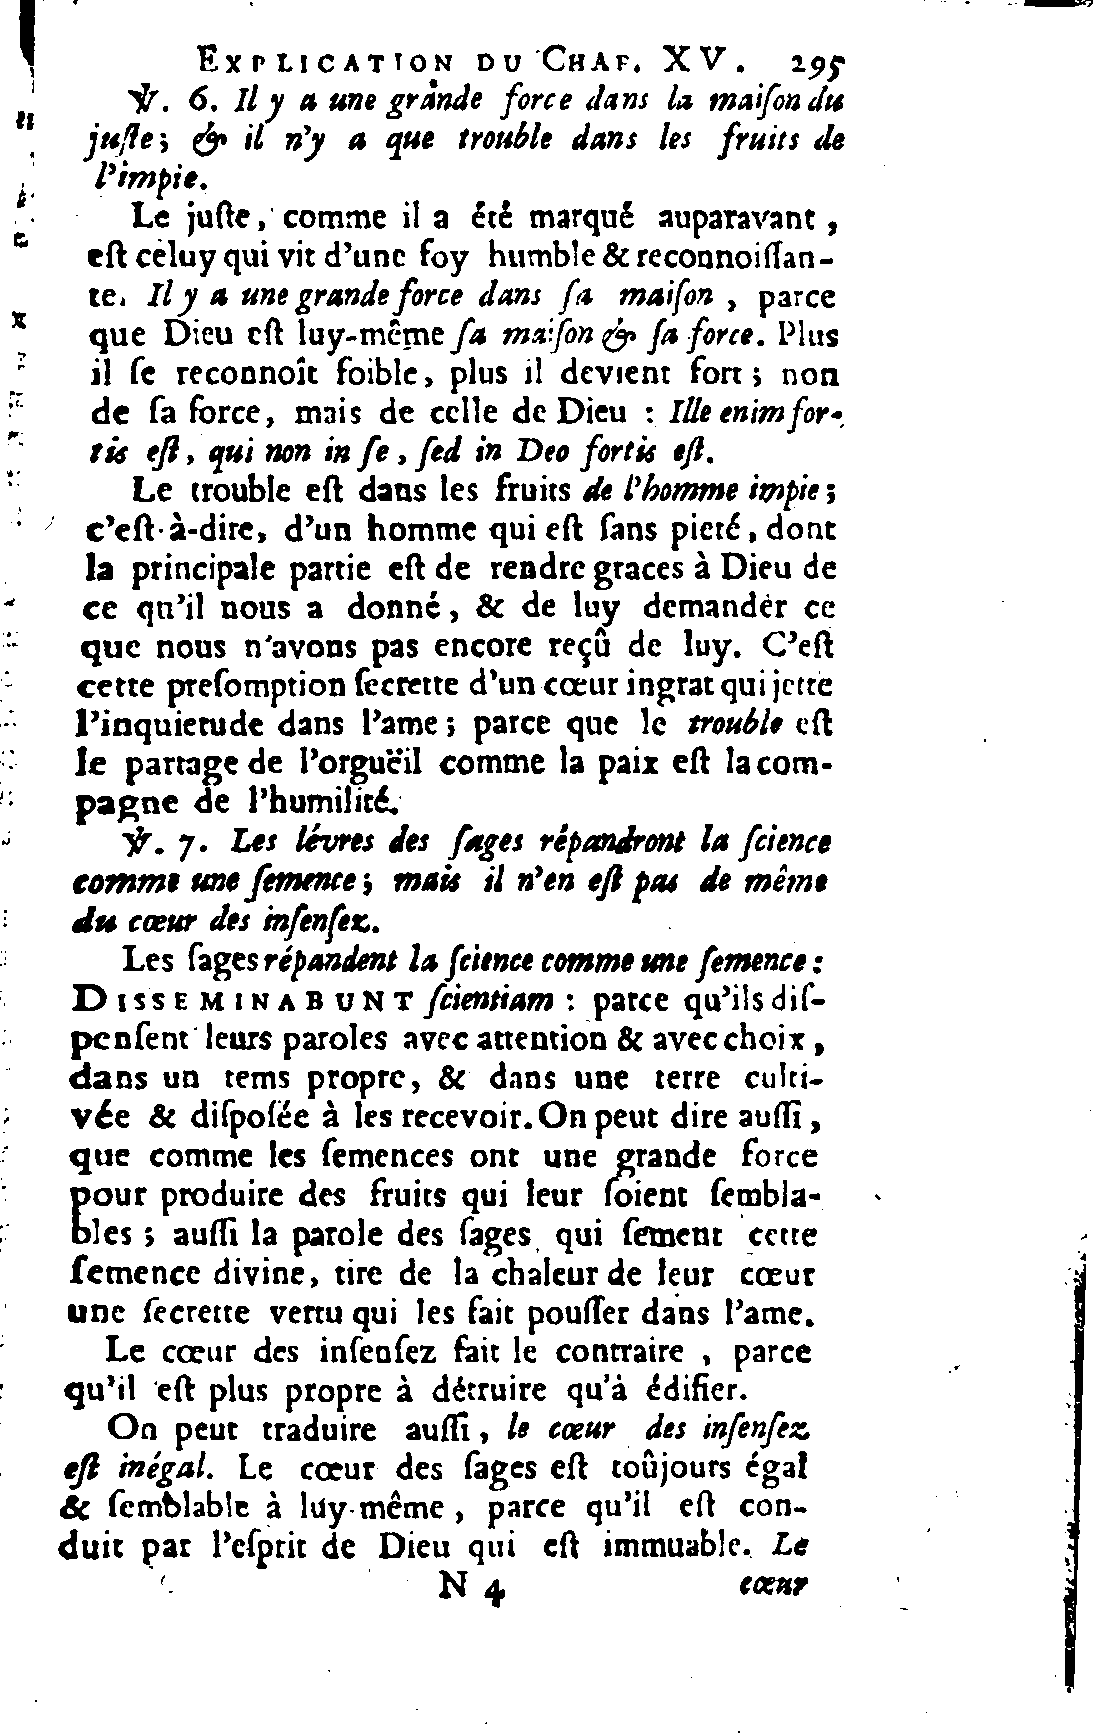 EXPLICATION DU CHAP. XV. 295
℣. 6. Il y a une grande force dans la maiſon du
juſte; & il n'y a que trouble dans les fruits de
l'impie.
Le juſte, comme il a été marqué auparavant,
eſt celuy qui vit d'une foy humble & reconnoiſſan-
te. Il y a une grande force dans ſa maiſon, parce
que Dieu eſt luy-même ſa maiſon & ſa force. Plus
il ſe reconnoît foible, plus il devient fort; non
de ſa force, mais de celle de Dieu : Ille enim for-
tis eſt, qui non in ſe, ſed in Deo fortis eſt.
Le trouble eſt dans les fruits de l'homme impie;
c'eſt-à-dire, d'un homme qui eſt ſans pieté, dont
la principale partie eſt de rendre graces à Dieu de
ce qu'il nous a donné, & de luy demander ce
que nous n'avons pas encore reçû de luy. C'eſt
cette preſomption ſecrette d'un cœur ingrat qui jette
l'inquietude dans l'ame; parce que le trouble eſt
le partage de l'orguëil comme la paix eſt la com-
pagne de l'humilité.
℣. 7. Les lévres des ſages répandront la ſcience
comme une ſemence; mais il n'en eſt pas de même
du cœur des inſenſez.
Les ſages répandent la ſcience comme une ſemence :
DISSEMINABUNT ſcientiam : parce qu'ils diſ-
penſent leurs paroles avec attention & avec choix,
dans un tems propre, & dans une terre culti-
vée & diſpoſée à les recevoir. On peut dire auſſi,
que comme les ſemences ont une grande force
pour produire des fruits qui leur ſoient ſembla-
bles; auſſi la parole des ſages qui ſement cette
ſemence divine, tire de la chaleur de leur cœur
une ſecrette vertu qui les fait pouſſer dans l'ame.
Le cœur des inſenſez fait le contraire, parce
qu'il eſt plus propre à détruire qu'à édifier.
On peut traduire auſſi, le cœur des inſenſez
eſt inégal. Le cœur des ſages eſt toûjours égal
& ſemblable à luy-même, parce qu'il eſt con-
duit par l'eſprit de Dieu qui eſt immuable. Le
N 4 cœur